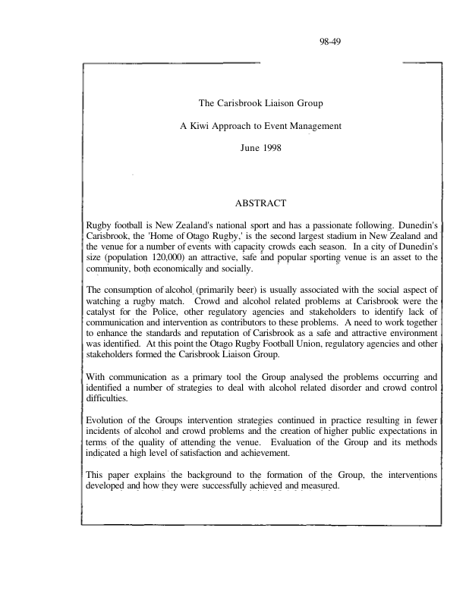 98-49
The Carisbrook Liaison Group
A Kiwi Approach to Event Management
June 1998
ABSTRACT
Rugby football is New Zealand's national sport and has a passionate following. Dunedin's
Carisbrook, the 'Home of Otago Rugby,' is the second largest stadium in New Zealand and
the venue for a number of events with capacity crowds each season. In a city of Dunedin's
size (population 120,000) an attractive, safe and popular sporting venue is an asset to the
community, both economically and socially.
The consumption of alcohol (primarily beer) is usually associated with the social aspect of
watching a rugby match. Crowd and alcohol related problems at Carisbrook were the
catalyst for the Police, other regulatory agencies and stakeholders to identify lack of
communication and intervention as contributors to these problems. A need to work together
to enhance the standards and reputation of Carisbrook as a safe and attractive environment
was identified. At this point the Otago Rugby Football Union, regulatory agencies and other
stakeholders formed the Carisbrook Liaison Group.
With communication as a primary tool the Group analysed the problems occurring and
identified a number of strategies to deal with alcohol related disorder and crowd control
difficulties.
Evolution of the Groups intervention strategies continued in practice resulting in fewer
incidents of alcohol and crowd problems and the creation of higher public expectations in
terms of the quality of attending the venue. Evaluation of the Group and its methods
indicated a high level of satisfaction and achievement.
This paper explains the background to the formation of the Group, the interventions
developed and how they were successfully achieved and measured.